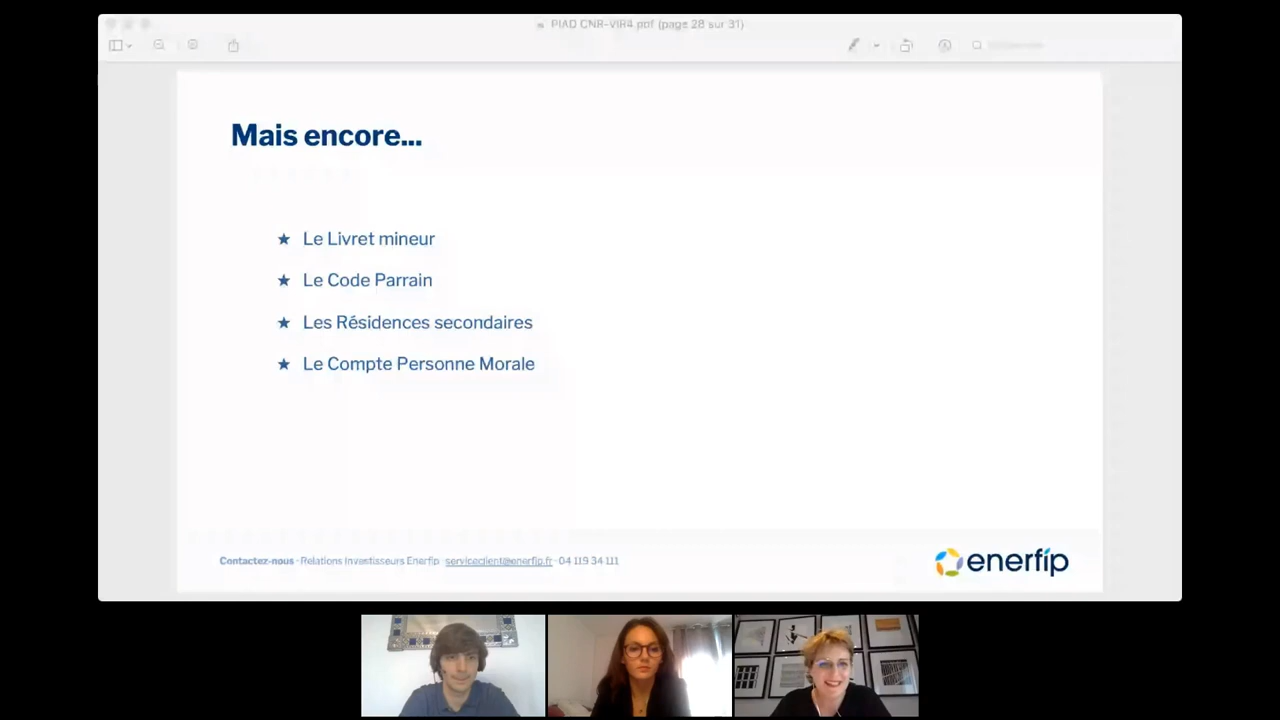 PIAD CNR-VIR4.pdf (page 28 sur 31)
Mais encore...
★ Le Livret mineur
★ Le Code Parrain
★ Les Résidences secondaires
★ Le Compte Personne Morale
Contactez-nous - Relations Investisseurs Enerfip serviceclient@enerfip.fr - 04 119 34 111
enerfip